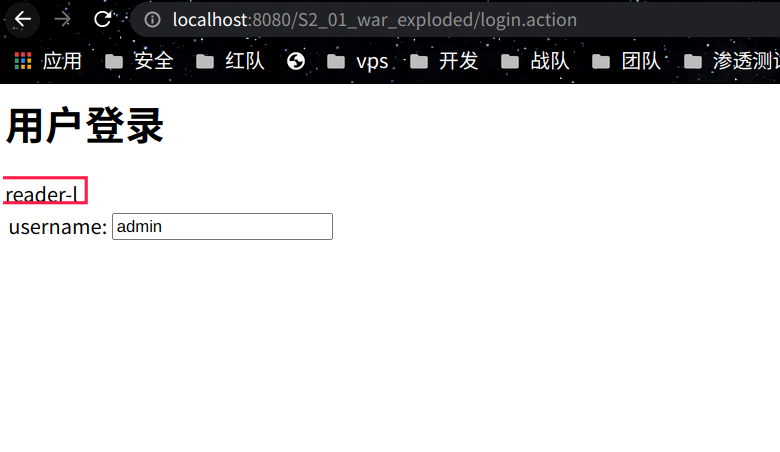 localhost:8080/S2_01_war_exploded/login.action
应用 安全 红队 vps 开发 战队 团队 渗透测
用户登录
reader-l
username: admin